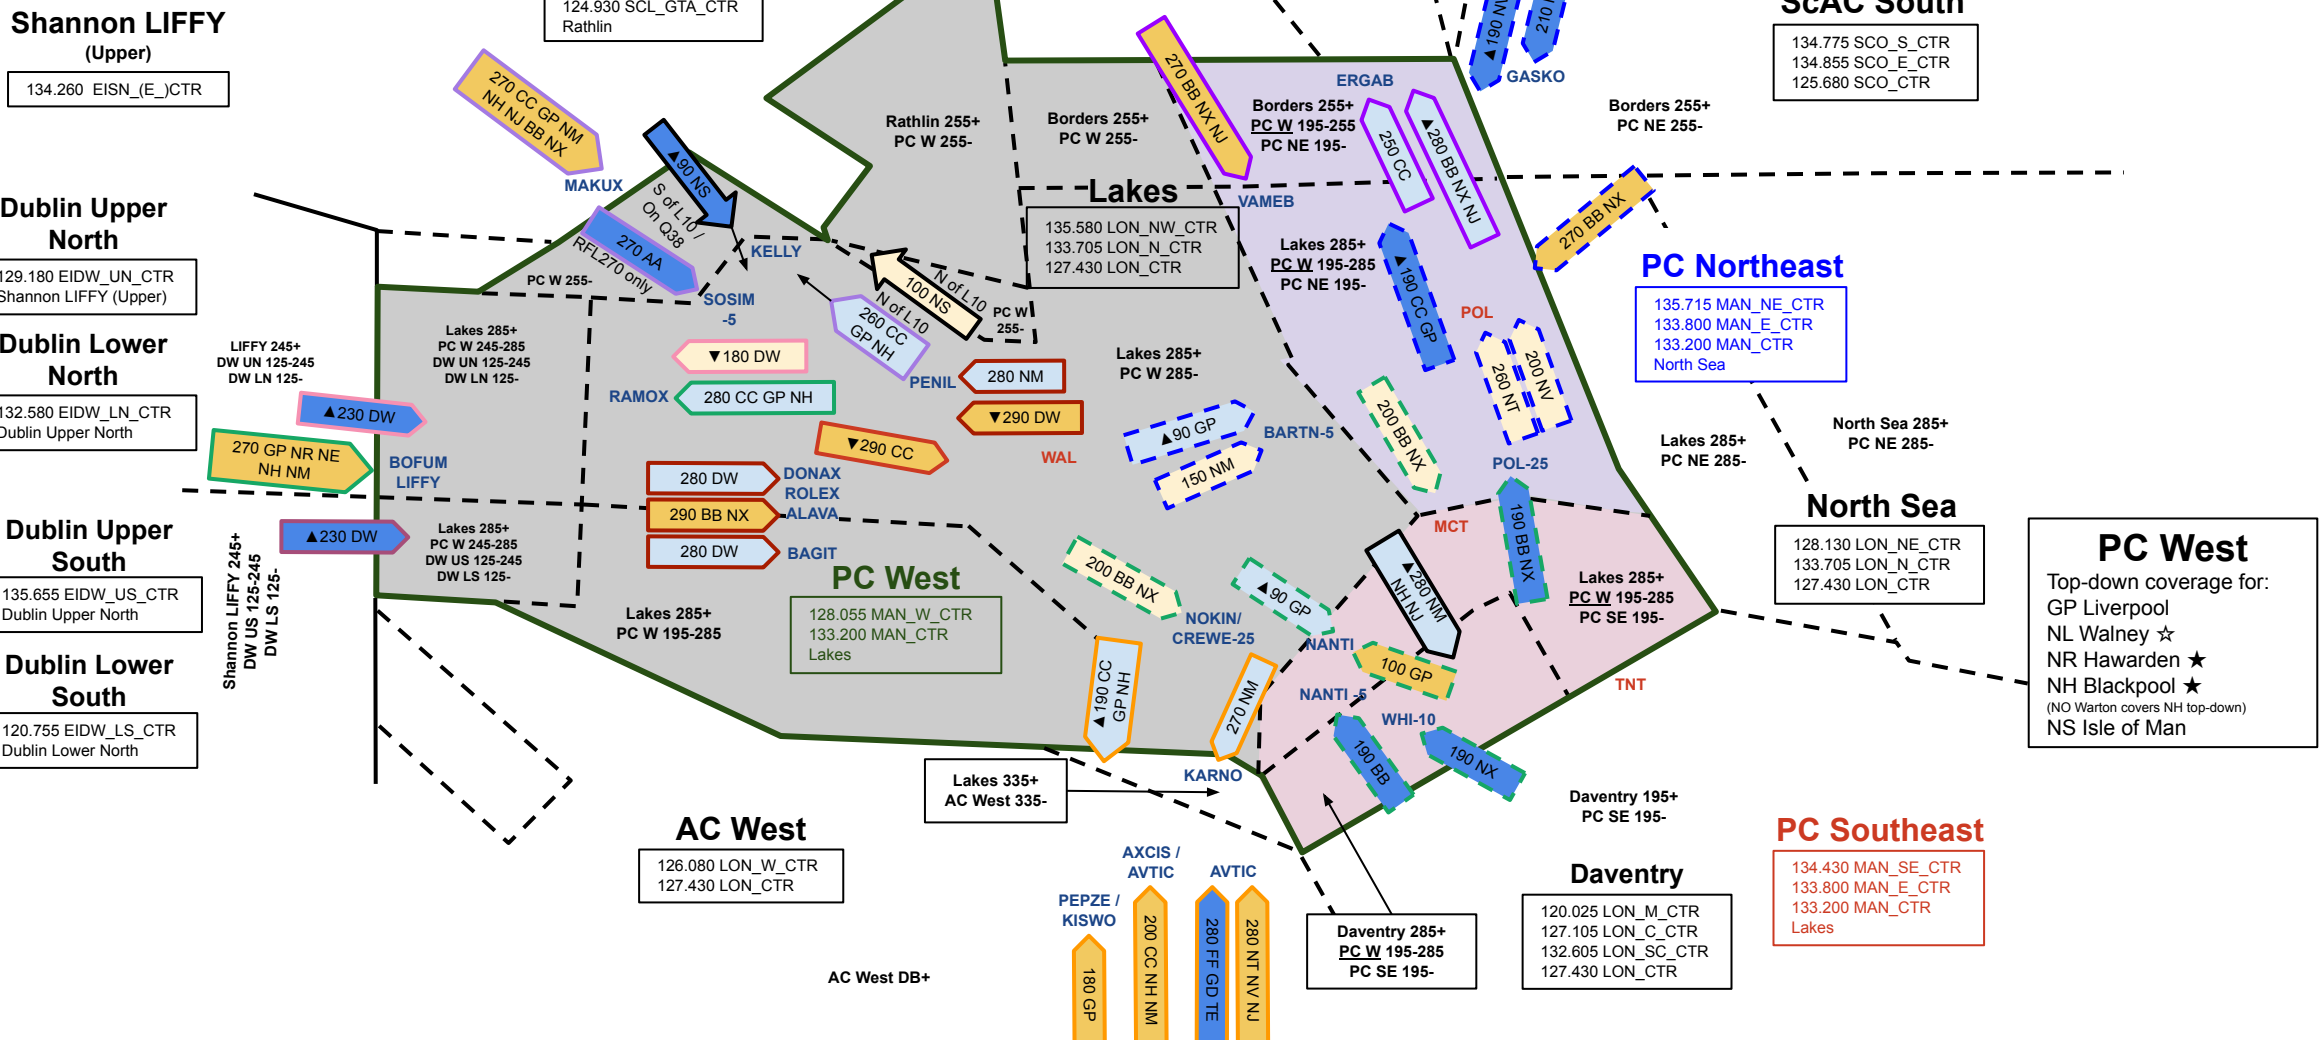 Shannon LIFFY
(Upper)
134.260 EISN_(E_)CTR
124.930 SCL_GTA_CTR
Rathlin
ScAC South
134.775 SCO_S_CTR
134.855 SCO_E_CTR
125.680 SCO_CTR
270 CC GP NM
NH NJ BB NX
MAKUX
▲90 NS
S of L10 /
On Q38
270 AA
RFL270 only
KELLY
SOSIM
-5
PC W 255-
Rathlin 255+
PC W 255-
Borders 255+
PC W 255-
270 BB NX NJ
VAMEB
ERGAB
Borders 255+
PC W 195-255
PC NE 195-
250 CC
▲280 BB NX NJ
▲190 NV
210
GASKO
Borders 255+
PC NE 255-
270 BB NX
Dublin Upper
North
129.180 EIDW_UN_CTR
Shannon LIFFY (Upper)
Dublin Lower
North
132.580 EIDW_LN_CTR
Dublin Upper North
Dublin Upper
South
135.655 EIDW_US_CTR
Dublin Upper North
Dublin Lower
South
120.755 EIDW_LS_CTR
Dublin Lower North
LIFFY 245+
DW UN 125-245
DW LN 125-
▲230 DW
270 GP NR NE
NH NM
BOFUM
LIFFY
▲230 DW
Shannon LIFFY 245+
DW US 125-245
DW LS 125-
Lakes 285+
PC W 245-285
DW UN 125-245
DW LN 125-
Lakes 285+
PC W 245-285
DW US 125-245
DW LS 125-
Lakes
135.580 LON_NW_CTR
133.705 LON_N_CTR
127.430 LON_CTR
100 NS
N of L10
N of L10
PC W
255-
260 CC
GP NH
▼180 DW
RAMOX
280 CC GP NH
PENIL
280 NM
▼290 DW
▼290 CC
WAL
280 DW
DONAX
ROLEX
290 BB NX
ALAVA
280 DW
BAGIT
Lakes 285+
PC W 285-
▲90 GP
150 NM
BARTN-5
Lakes 285+
PC W 195-285
PC NE 195-
▲190 CC GP
POL
260 NT
200 NV
200 BB NX
POL-25
MCT
190 BB NX
Lakes 285+
PC NE 285-
PC Northeast
135.715 MAN_NE_CTR
133.800 MAN_E_CTR
133.200 MAN_CTR
North Sea
North Sea 285+
PC NE 285-
North Sea
128.130 LON_NE_CTR
133.705 LON_N_CTR
127.430 LON_CTR
PC West
Top-down coverage for:
GP Liverpool
NL Walney ☆
NR Hawarden ★
NH Blackpool ★
(NO Warton covers NH top-down)
NS Isle of Man
Lakes 285+
PC W 195-285
PC West
128.055 MAN_W_CTR
133.200 MAN_CTR
Lakes
200 BB NX
NOKIN/
CREWE-25
▲90 GP
NANTI
▲280 NM
NH NJ
100 GP
NANTI -5
WHI-10
190 BB
190 NX
▲190 CC
GP NH
270 NM
KARNO
Lakes 285+
PC W 195-285
PC SE 195-
TNT
Lakes 335+
AC West 335-
AC West
126.080 LON_W_CTR
127.430 LON_CTR
AC West DB+
PEPZE /
KISWO
180 GP
AXCIS /
AVTIC
200 CC NH NM
AVTIC
280 FF GD TE
280 NT NV NJ
Daventry 285+
PC W 195-285
PC SE 195-
Daventry 195+
PC SE 195-
Daventry
120.025 LON_M_CTR
127.105 LON_C_CTR
132.605 LON_SC_CTR
127.430 LON_CTR
PC Southeast
134.430 MAN_SE_CTR
133.800 MAN_E_CTR
133.200 MAN_CTR
Lakes